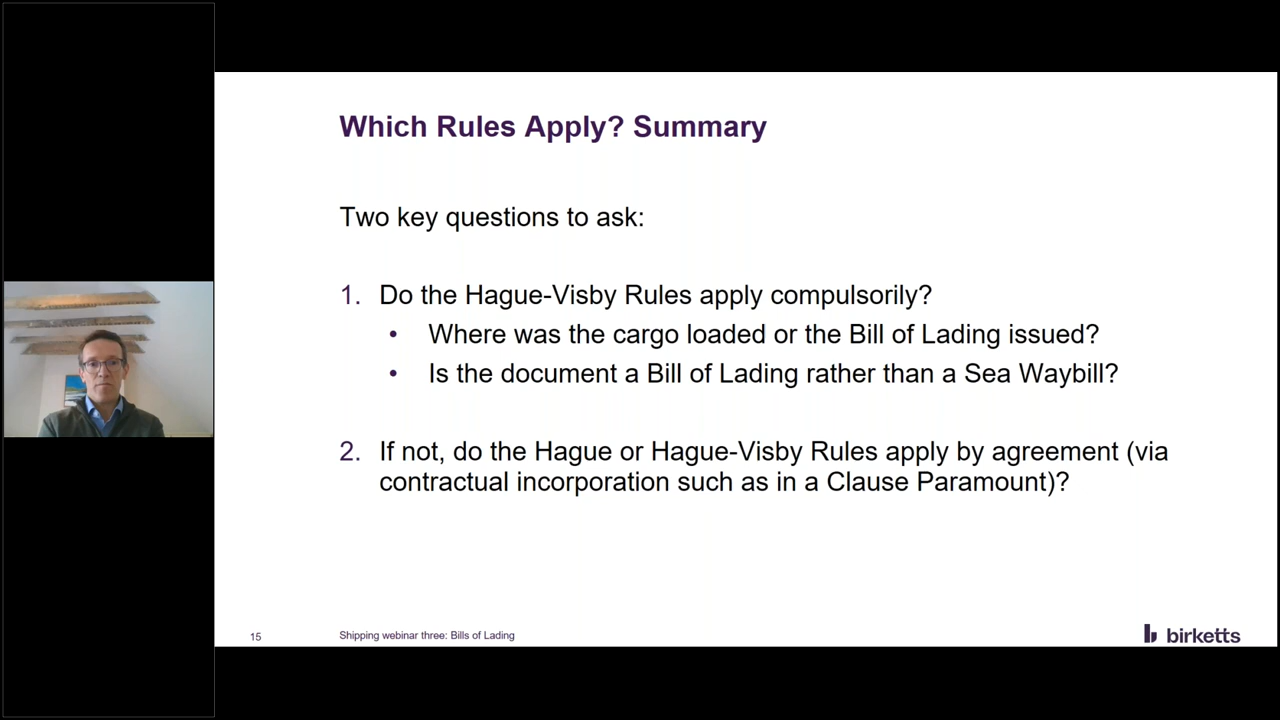 Which Rules Apply? Summary
Two key questions to ask:
1. Do the Hague-Visby Rules apply compulsorily?
• Where was the cargo loaded or the Bill of Lading issued?
• Is the document a Bill of Lading rather than a Sea Waybill?
2. If not, do the Hague or Hague-Visby Rules apply by agreement (via
contractual incorporation such as in a Clause Paramount)?
15
Shipping webinar three: Bills of Lading
birketts